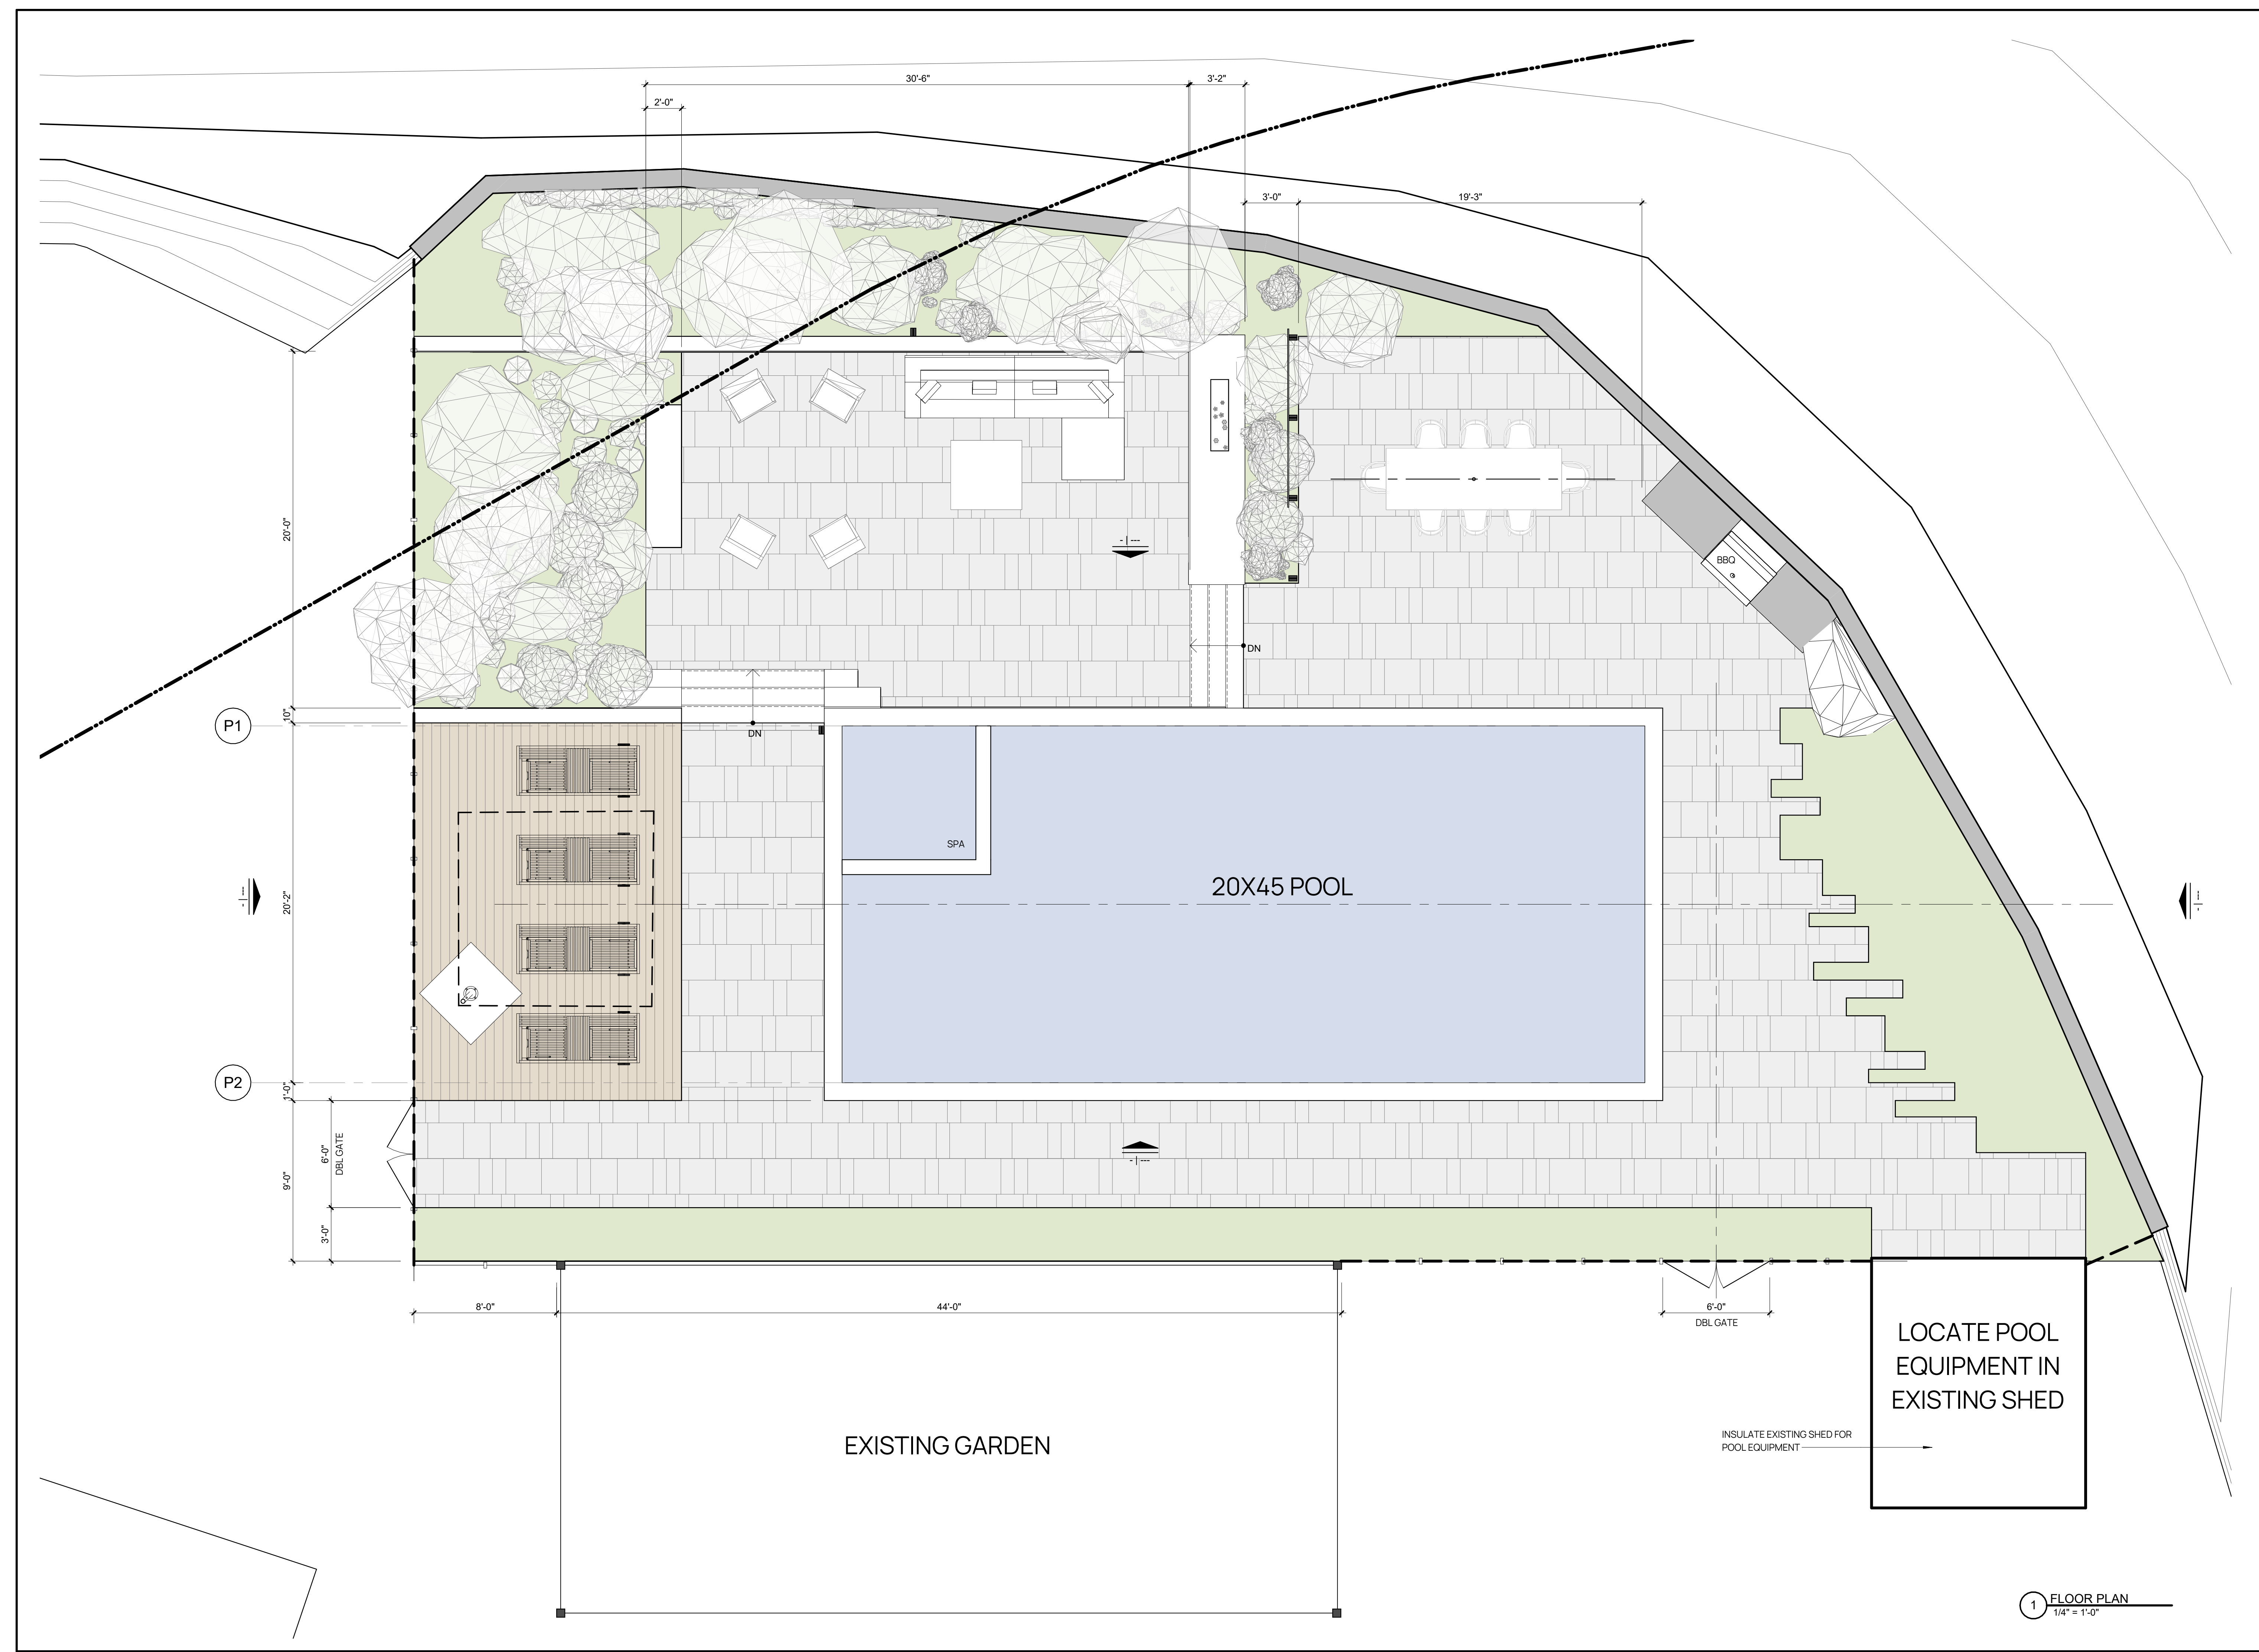 30'-6"
3'-2"
2'-0"
3'-0"
19'-3"
20'-0"
BBQ
- | ---
DN
10"
P1
DN
SPA
20X45 POOL
20'-2"
- | ---
- | ---
P2
1'-0"
6'-0"
DBL GATE
9'-0"
- | ---
3'-0"
8'-0"
44'-0"
6'-0"
DBL GATE
LOCATE POOL
EQUIPMENT IN
EXISTING SHED
INSULATE EXISTING SHED FOR
POOL EQUIPMENT
EXISTING GARDEN
1
FLOOR PLAN
1/4" = 1'-0"